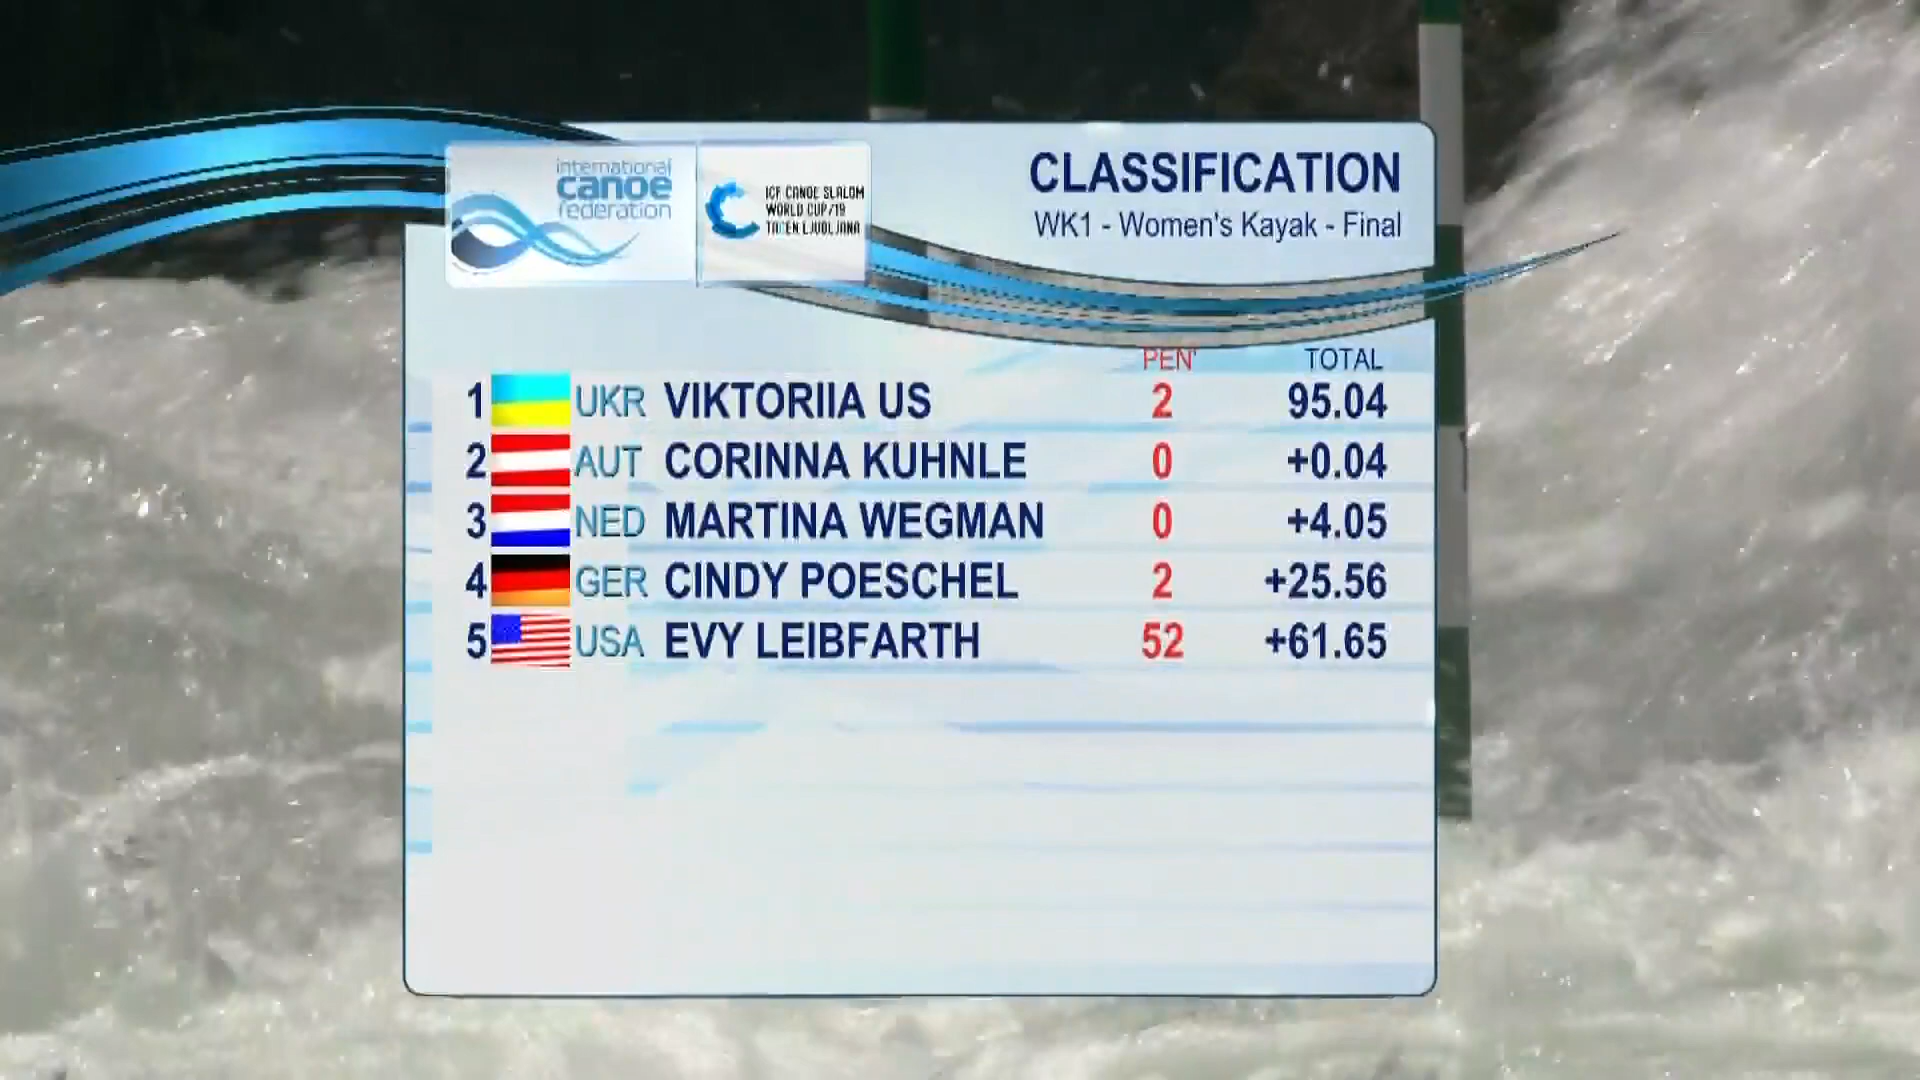 international
canoe
federation
ICF CANOE SLALOM
WORLD CUP/19
TACEN LJUBLJANA
CLASSIFICATION
WK1 - Women's Kayak - Final
PEN' TOTAL
1 UKR VIKTORIIA US 2 95.04
2 AUT CORINNA KUHNLE 0 +0.04
3 NED MARTINA WEGMAN 0 +4.05
4 GER CINDY POESCHEL 2 +25.56
5 USA EVY LEIBFARTH 52 +61.65